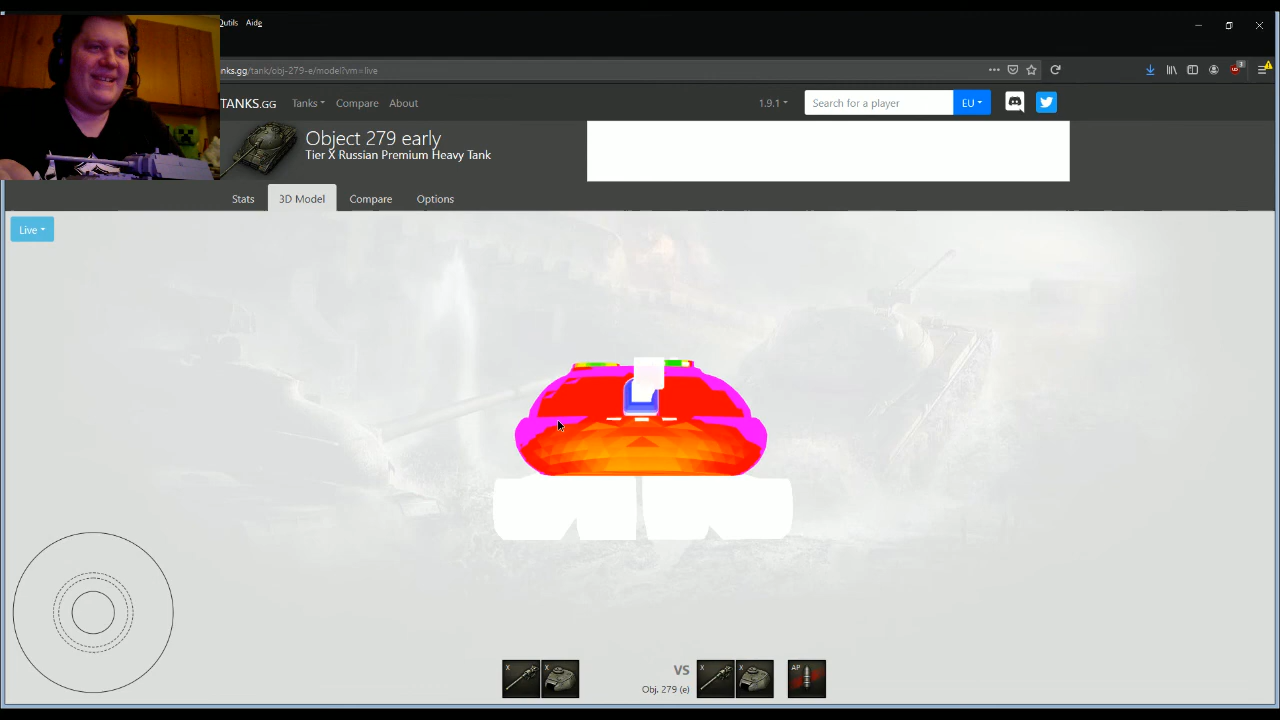 Outils Aide
nks.gg/tank/obj-279-e/model?vm=live
TANKS.GG Tanks Compare About 1.9.1 Search for a player EU
Object 279 early
Tier X Russian Premium Heavy Tank
Stats 3D Model Compare Options
Live
X X VS X X AP
Obj. 279 (e)